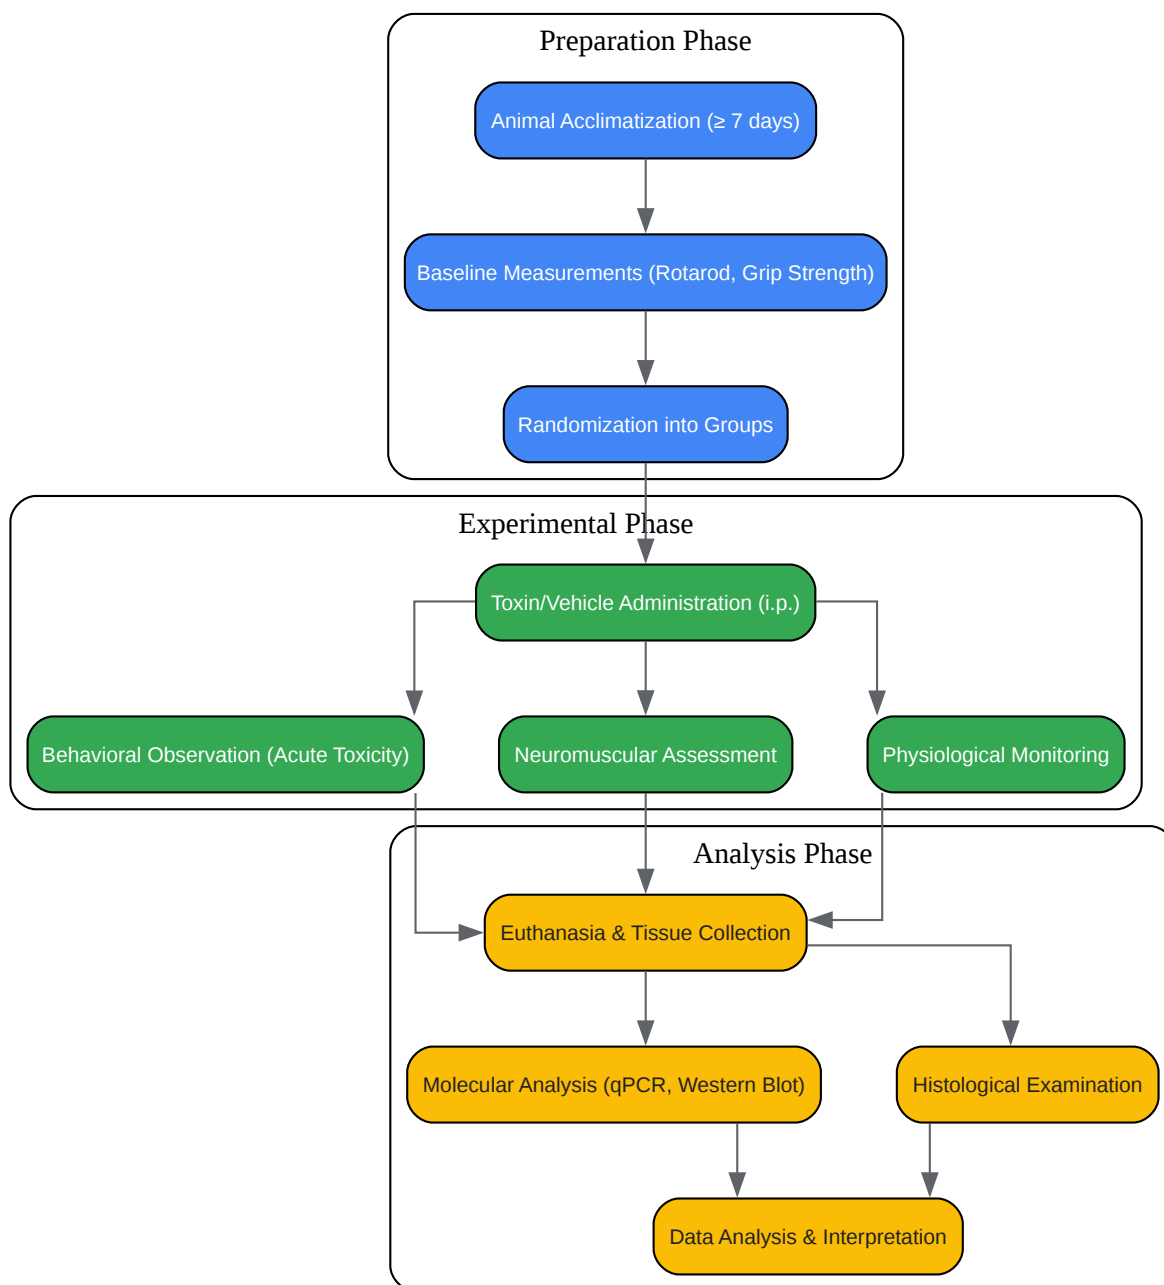 Preparation Phase
Animal Acclimatization (≥ 7 days)
Baseline Measurements (Rotarod, Grip Strength)
Randomization into Groups
Experimental Phase
Toxin/Vehicle Administration (i.p.)
Behavioral Observation (Acute Toxicity)
Neuromuscular Assessment
Physiological Monitoring
Analysis Phase
Euthanasia & Tissue Collection
Molecular Analysis (qPCR, Western Blot)
Histological Examination
Data Analysis & Interpretation